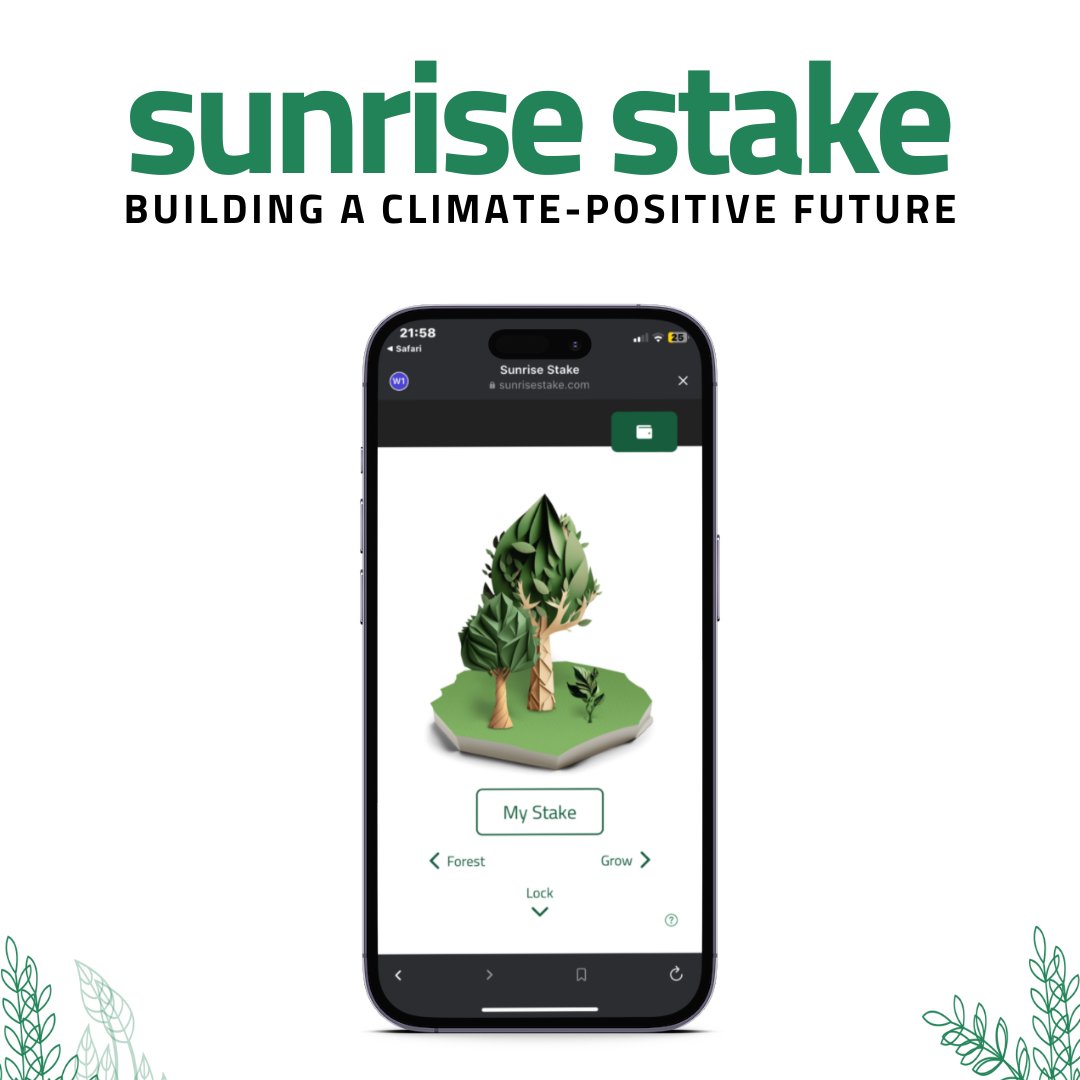 sunrise stake
BUILDING A CLIMATE-POSITIVE FUTURE
21:58
25
Safari
W1
Sunrise Stake
sunrisestake.com
My Stake
Forest
Grow
Lock
?